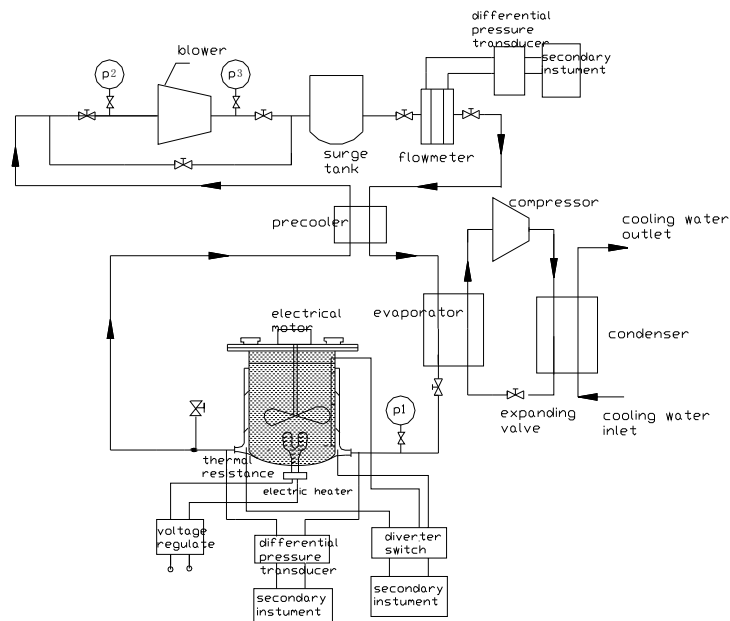 differential
pressure
transducer
blower
p2
p3
secondary
instument
surge
tank
flowmeter
compressor
precooler
cooling water
outlet
electrical
motor
evaporator
condenser
p1
expanding
valve
cooling water
inlet
thermal
resistance
electric heater
voltage
regulate
differential
pressure
transducer
diverter
switch
secondary
instument
secondary
instument